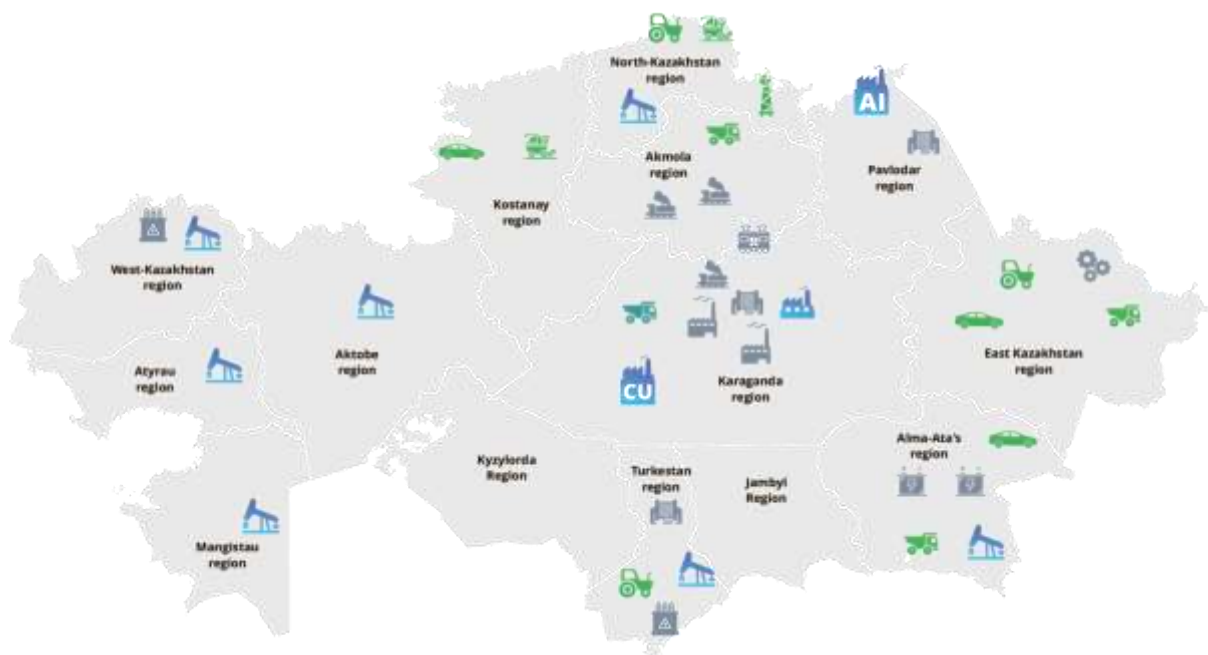 North-Kazakhstan
region
AI
Akmola
region
Pavlodar
region
Kostanay
region
West-Kazakhstan
region
Aktobe
region
Atyrau
region
East Kazakhstan
region
CU
Karaganda
region
Alma-Ata's
region
Kyzylorda
Region
Turkestan
region
Jambyl
Region
Mangistau
region